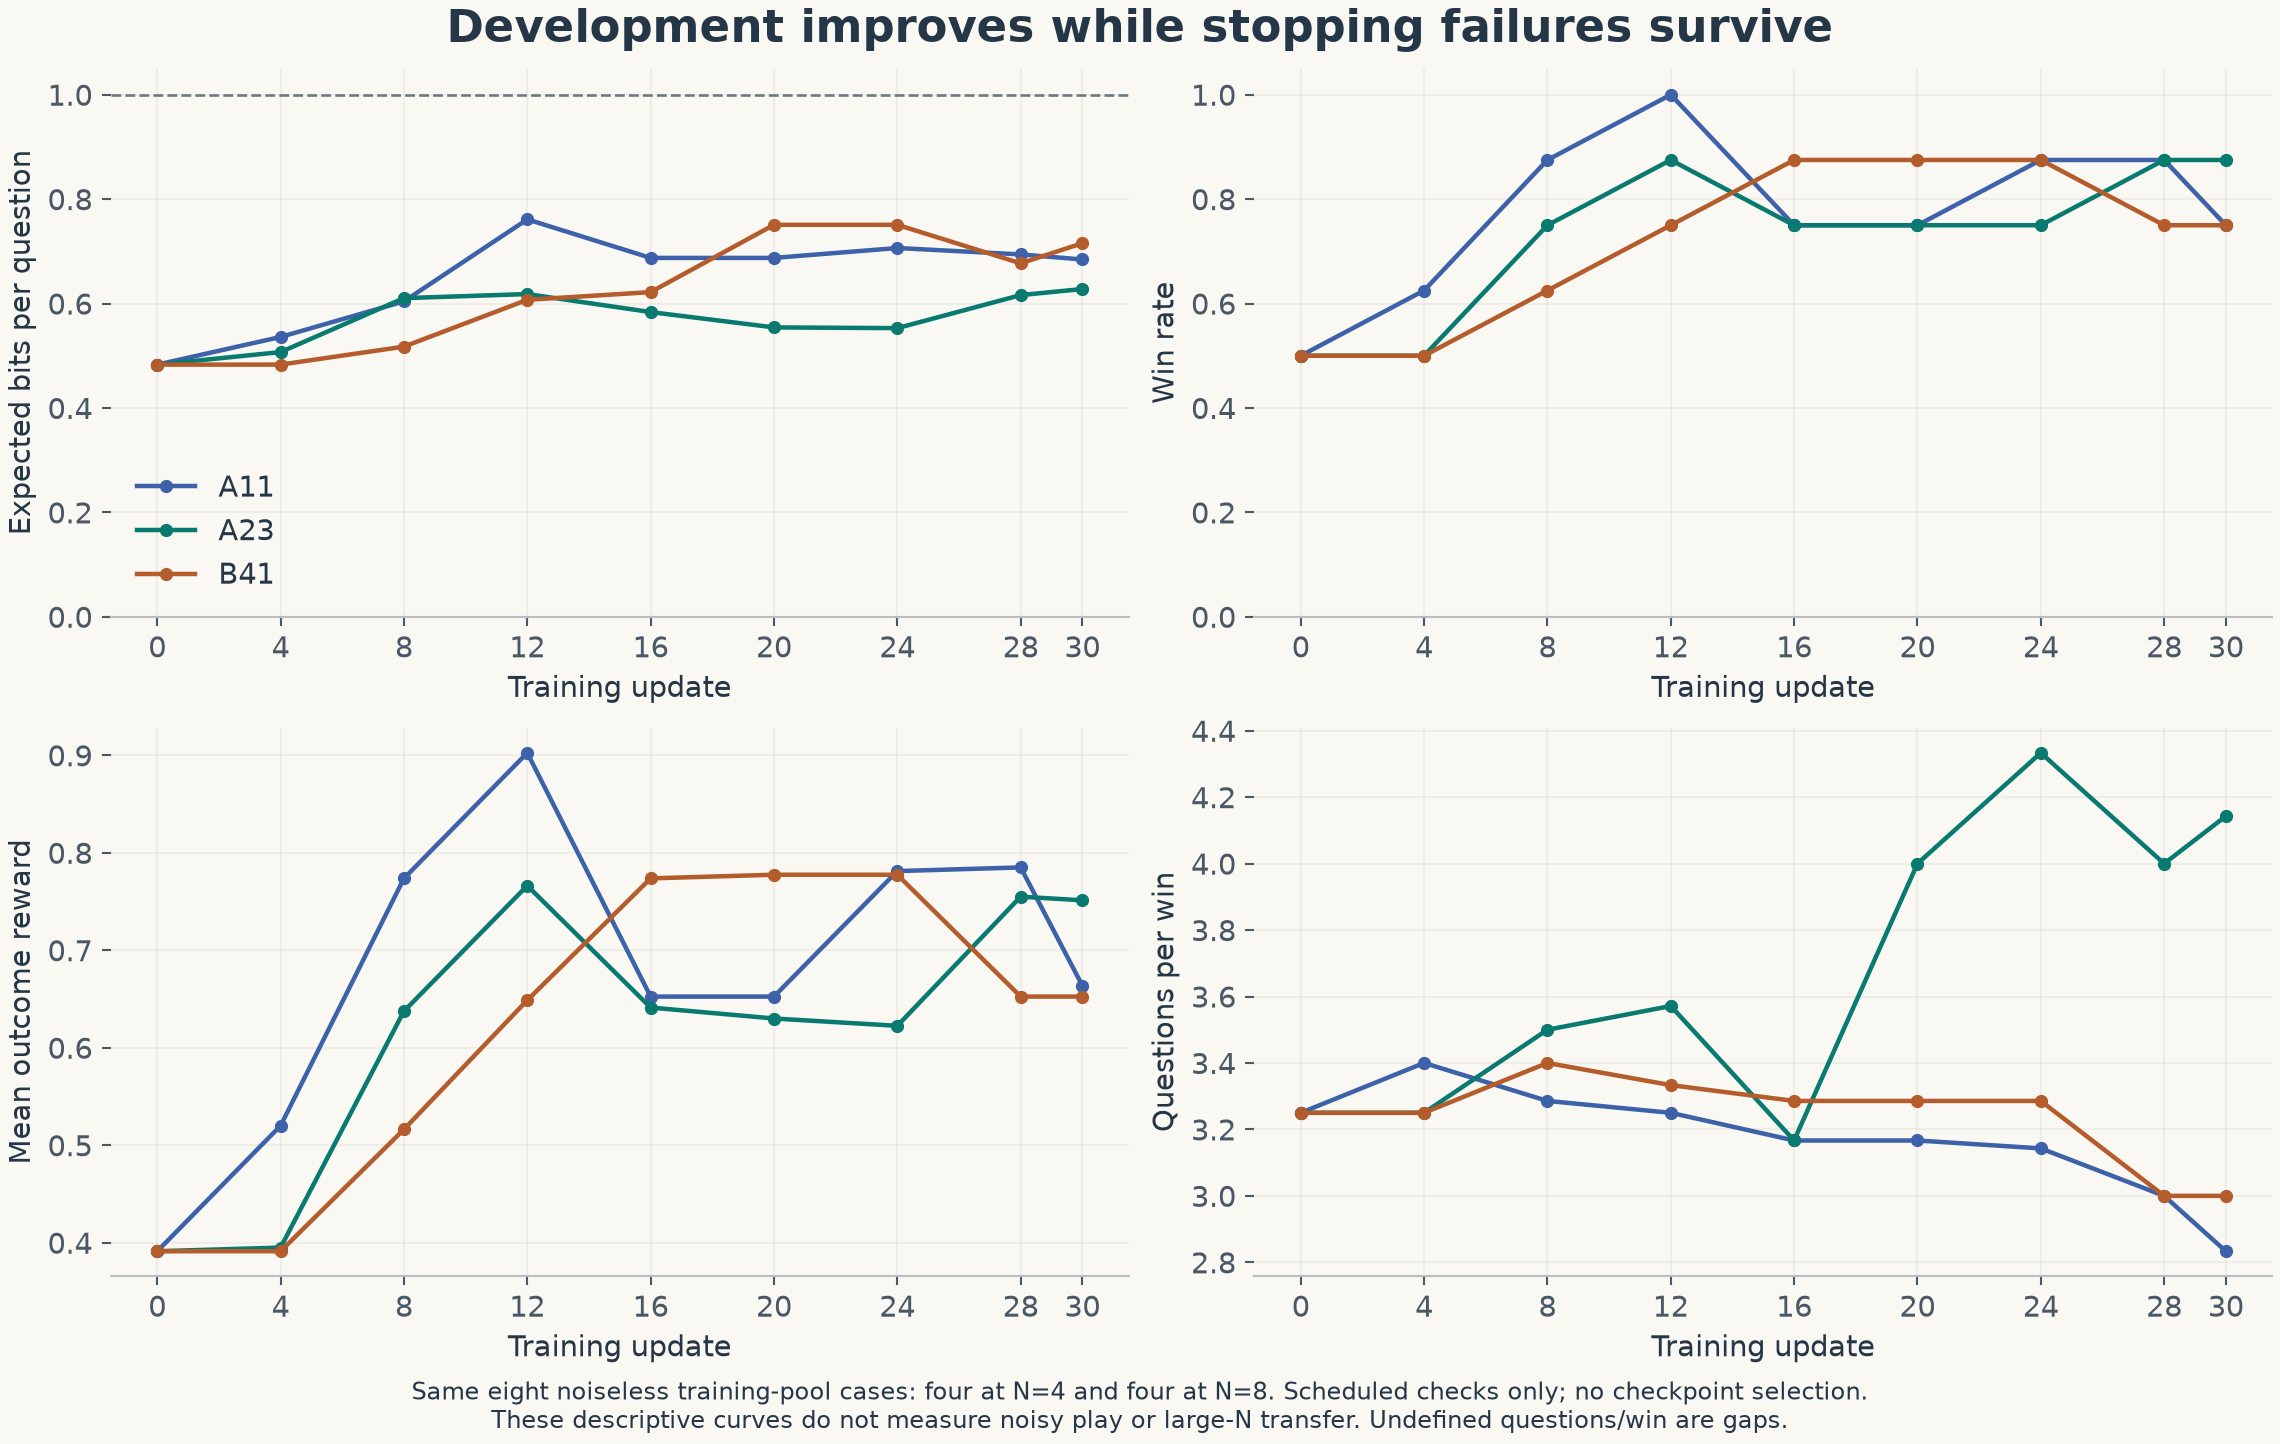 Development improves while stopping failures survive
Expected bits per question
1.0
0.8
0.6
0.4
0.2
0.0
A11
A23
B41
0 4 8 12 16 20 24 28 30
Training update
Win rate
1.0
0.8
0.6
0.4
0.2
0.0
0 4 8 12 16 20 24 28 30
Training update
Mean outcome reward
0.9
0.8
0.7
0.6
0.5
0.4
0 4 8 12 16 20 24 28 30
Training update
Questions per win
4.4
4.2
4.0
3.8
3.6
3.4
3.2
3.0
2.8
0 4 8 12 16 20 24 28 30
Training update
Same eight noiseless training-pool cases: four at N=4 and four at N=8. Scheduled checks only; no checkpoint selection.
These descriptive curves do not measure noisy play or large-N transfer. Undefined questions/win are gaps.